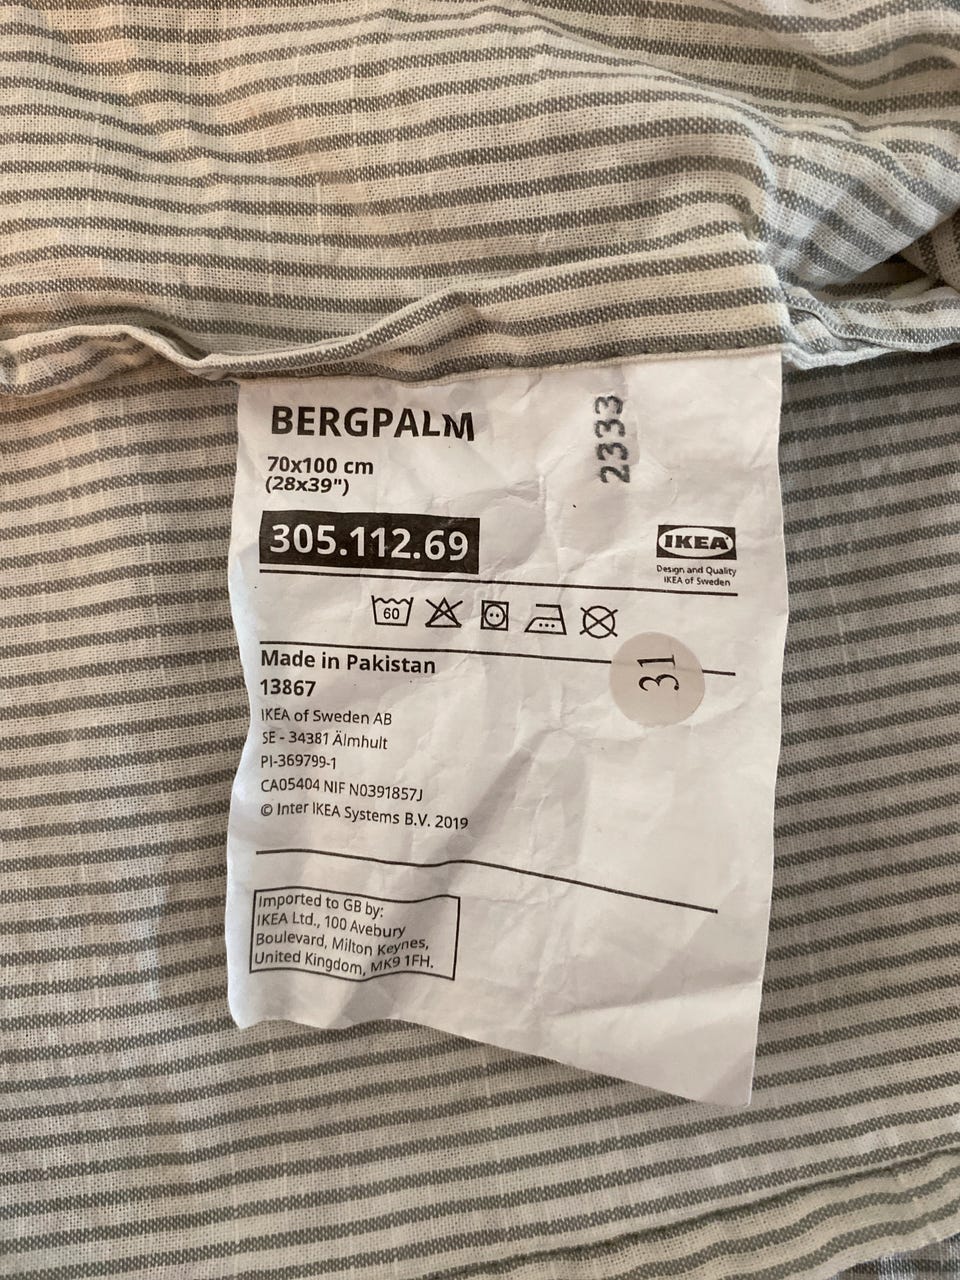 BERGPALM
70x100 cm
(28x39")
2333
305.112.69
IKEA
Design and Quality
IKEA of Sweden
60
Made in Pakistan
13867
31
IKEA of Sweden AB
SE - 34381 Älmhult
PI-369799-1
CA05404 NIF N0391857J
© Inter IKEA Systems B.V. 2019
Imported to GB by:
IKEA Ltd., 100 Avebury
Boulevard, Milton Keynes,
United Kingdom, MK9 1FH.